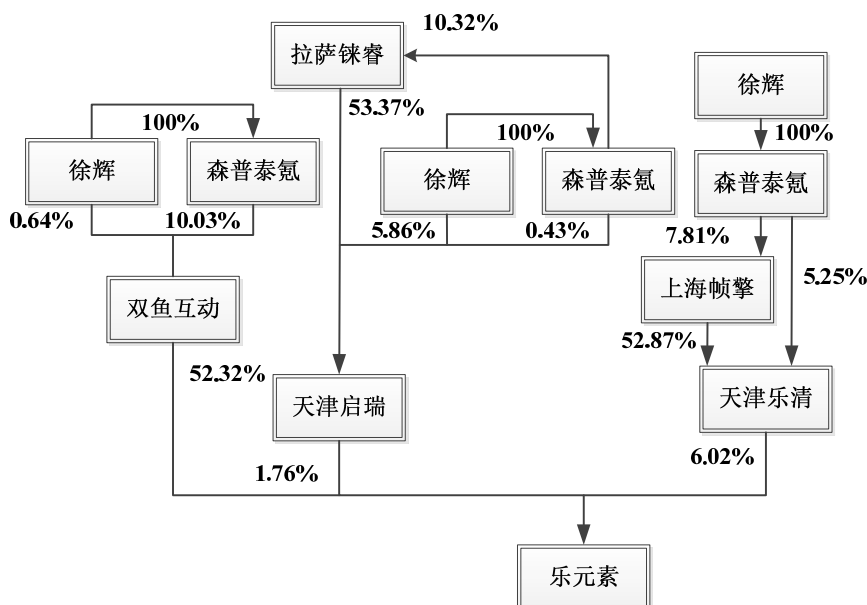 10.32%
拉萨铼睿
徐辉
53.37%
100%
100%
100%
徐辉
森普泰氪
徐辉
森普泰氪
森普泰氪
0.64%
10.03%
5.86%
0.43%
7.81%
5.25%
双鱼互动
上海帧擎
52.87%
52.32%
天津启瑞
天津乐清
1.76%
6.02%
乐元素